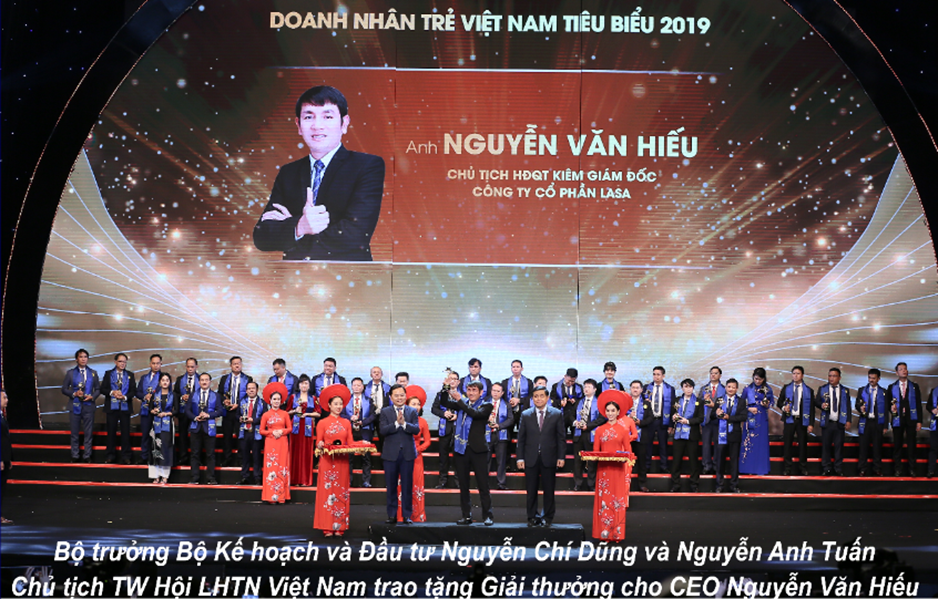 DOANH NHÂN TRẺ VIỆT NAM TIÊU BIỂU 2019
Anh NGUYỄN VĂN HIẾU
CHỦ TỊCH HĐQT KIÊM GIÁM ĐỐC
CÔNG TY CỔ PHẦN LASA
Bộ trưởng Bộ Kế hoạch và Đầu tư Nguyễn Chí Dũng và Nguyễn Anh Tuấn
Chủ tịch TW Hội LHTN Việt Nam trao tặng Giải thưởng cho CEO Nguyễn Văn Hiếu